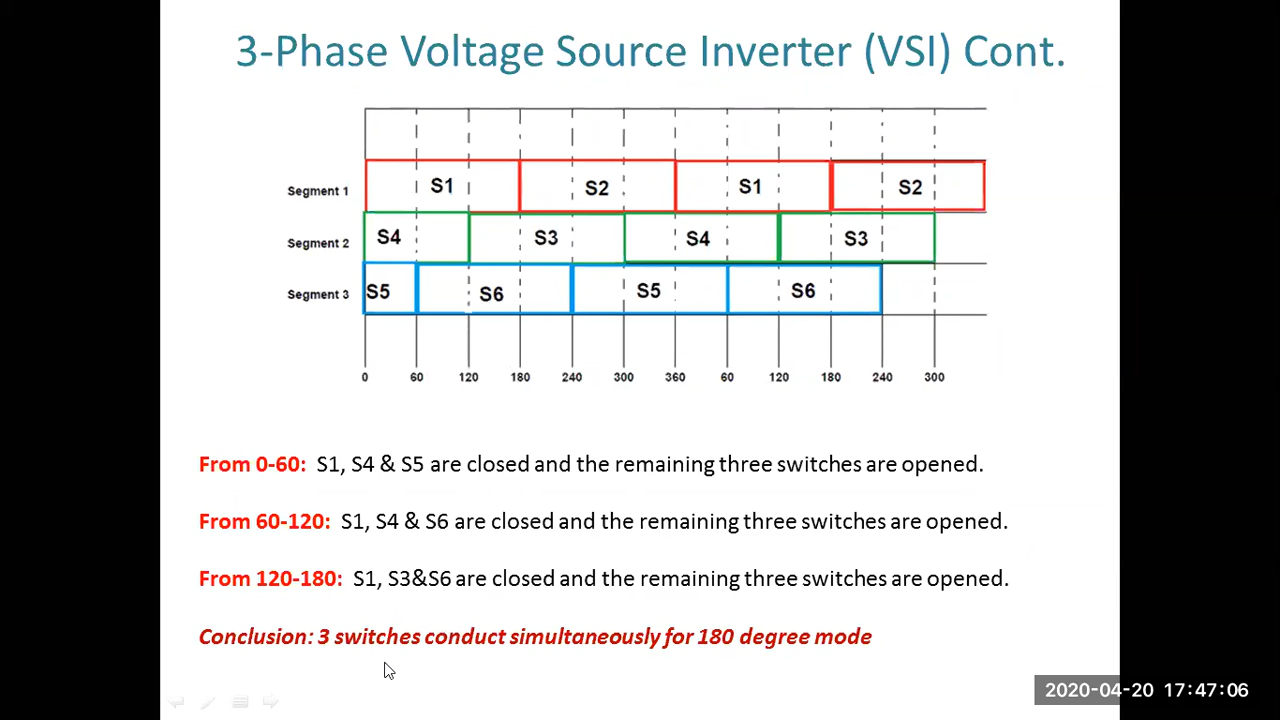 3-Phase Voltage Source Inverter (VSI) Cont.
Segment 1 S1 S2 S1 S2
Segment 2 S4 S3 S4 S3
Segment 3 S5 S6 S5 S6
0 60 120 180 240 300 360 60 120 180 240 300
From 0-60: S1, S4 & S5 are closed and the remaining three switches are opened.
From 60-120: S1, S4 & S6 are closed and the remaining three switches are opened.
From 120-180: S1, S3&S6 are closed and the remaining three switches are opened.
Conclusion: 3 switches conduct simultaneously for 180 degree mode
2020-04-20 17:47:06